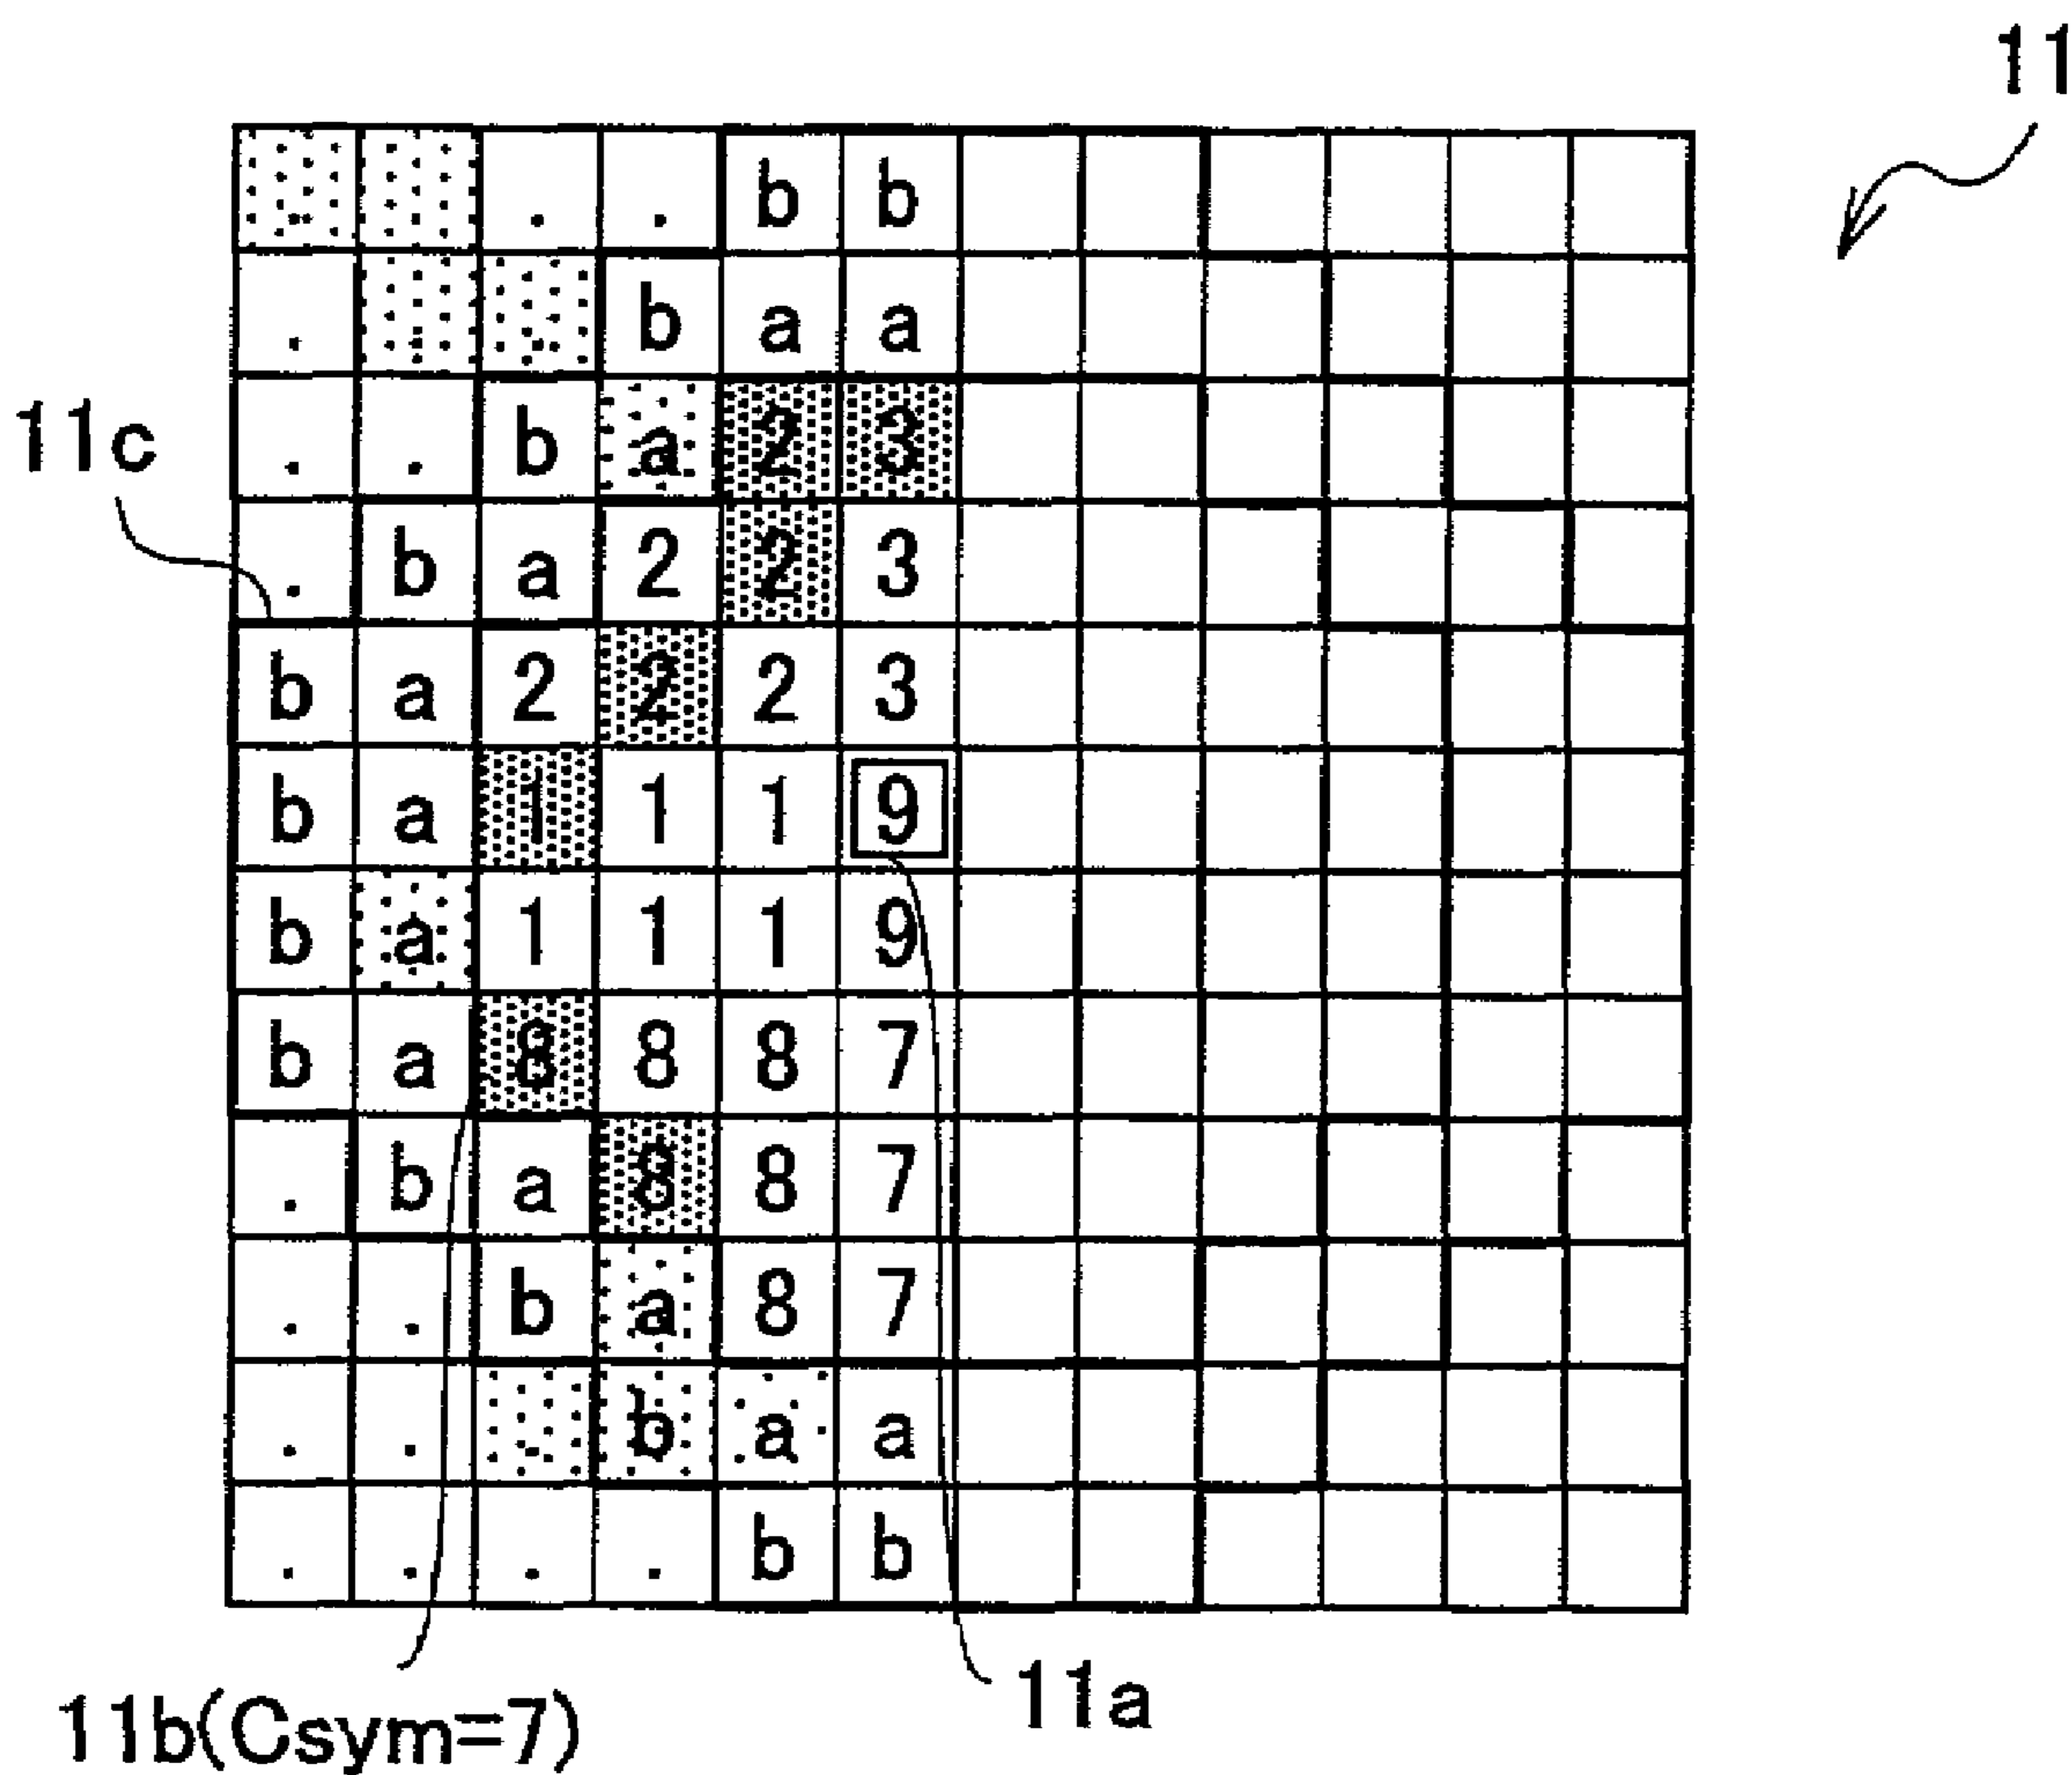 11
. . . b b
. . b a a
11c
. . b a 2 3
. b a 2 2 3
b a 2 2 2 3
b a 1 1 1 9
b a 1 1 1 9
b a 8 8 8 7
. b a 8 8 7
. . b a 8 7
. . . b a a
. . . . b b
11a
11b(Csym=7)